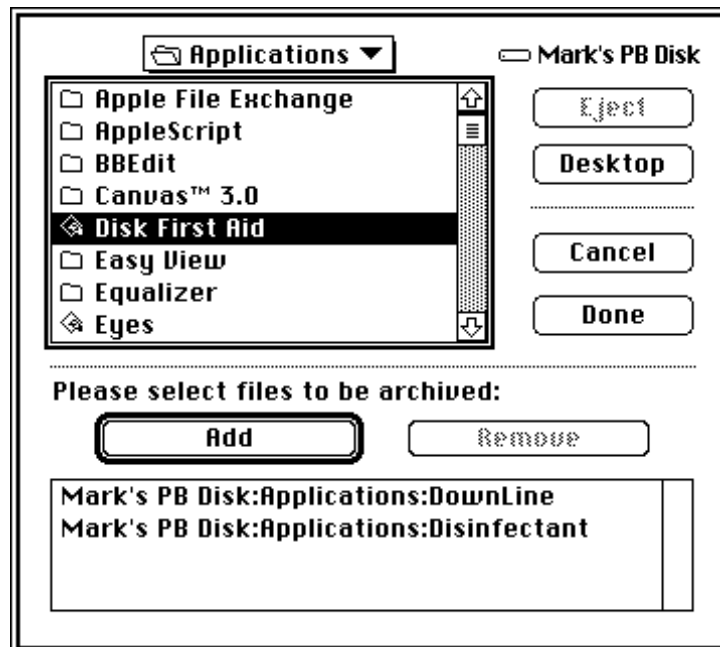 Applications
Mark's PB Disk
Apple File Exchange
AppleScript
BBEdit
Canvas™ 3.0
Disk First Aid
Easy View
Equalizer
Eyes
Eject
Desktop
Cancel
Done
Please select files to be archived:
Add
Remove
Mark's PB Disk:Applications:DownLine
Mark's PB Disk:Applications:Disinfectant